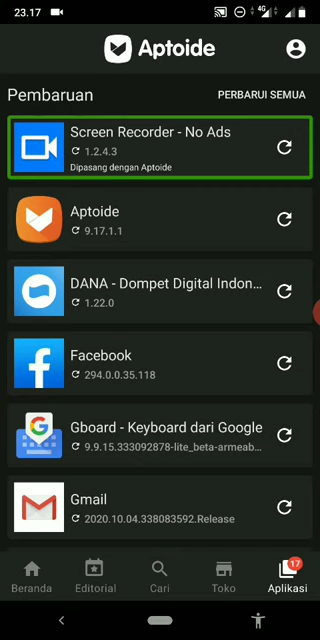 23.17
4G
Aptoide
Pembaruan
PERBARUI SEMUA
Screen Recorder - No Ads
1.2.4.3
Dipasang dengan Aptoide
Aptoide
9.17.1.1
DANA - Dompet Digital Indon...
1.22.0
Facebook
294.0.0.35.118
Gboard - Keyboard dari Google
9.9.15.333092878-lite_beta-armeab...
Gmail
2020.10.04.338083592.Release
17
Beranda
Editorial
Cari
Toko
Aplikasi